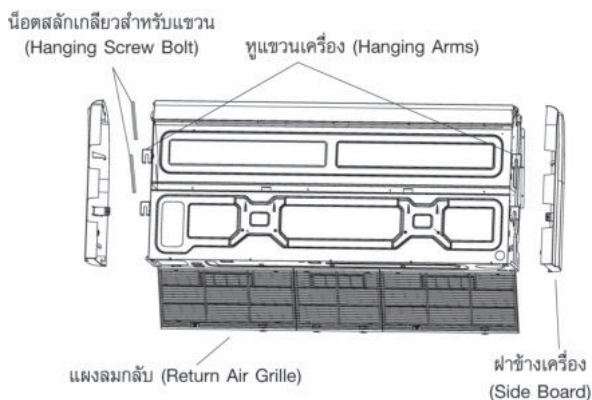 น็อตสลักเกลียวสำหรับแขวน
(Hanging Screw Bolt)
หูแขวนเครื่อง (Hanging Arms)
แผงลมกลับ (Return Air Grille)
ฝาข้างเครื่อง
(Side Board)